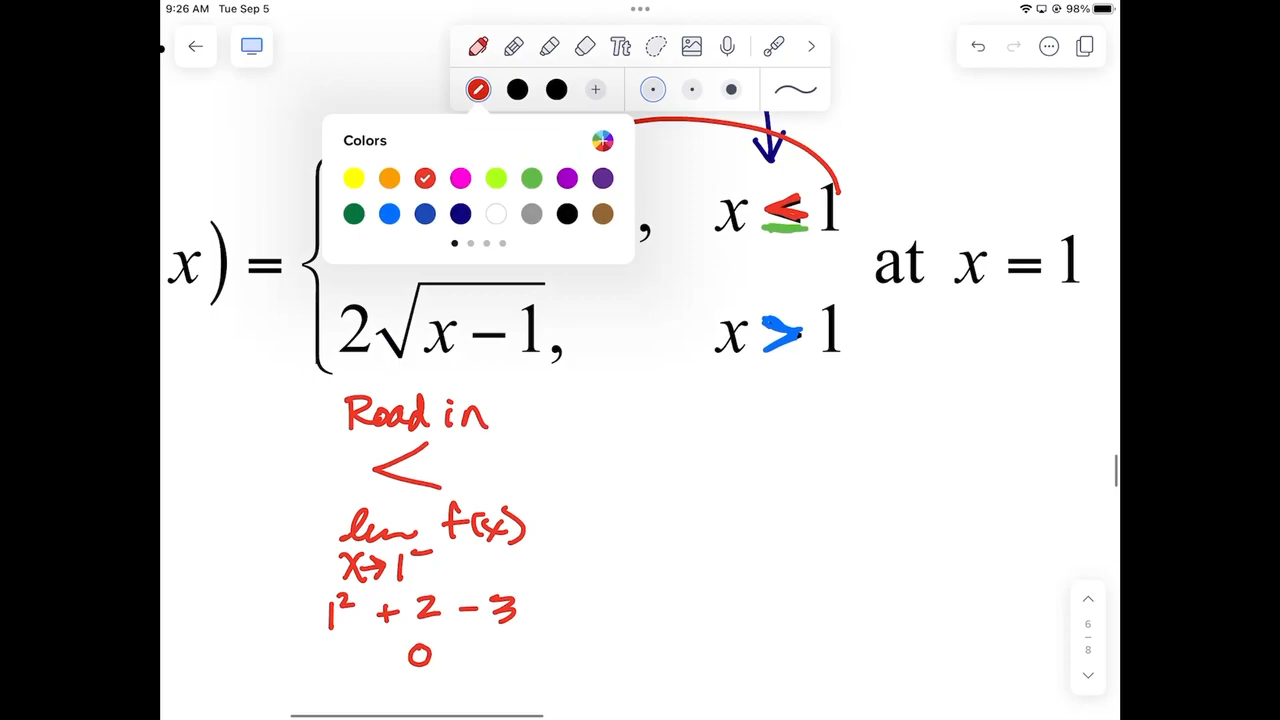 9:26 AM Tue Sep 5
98%
Tt
Colors
, x ≤ 1
x) = { at x = 1
2√(x − 1), x > 1
Road in
<
lim f(x)
x→1⁻
1² + 2 − 3
0
6
8